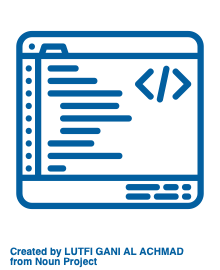 </>
Created by LUTFI GANI AL ACHMAD
from Noun Project